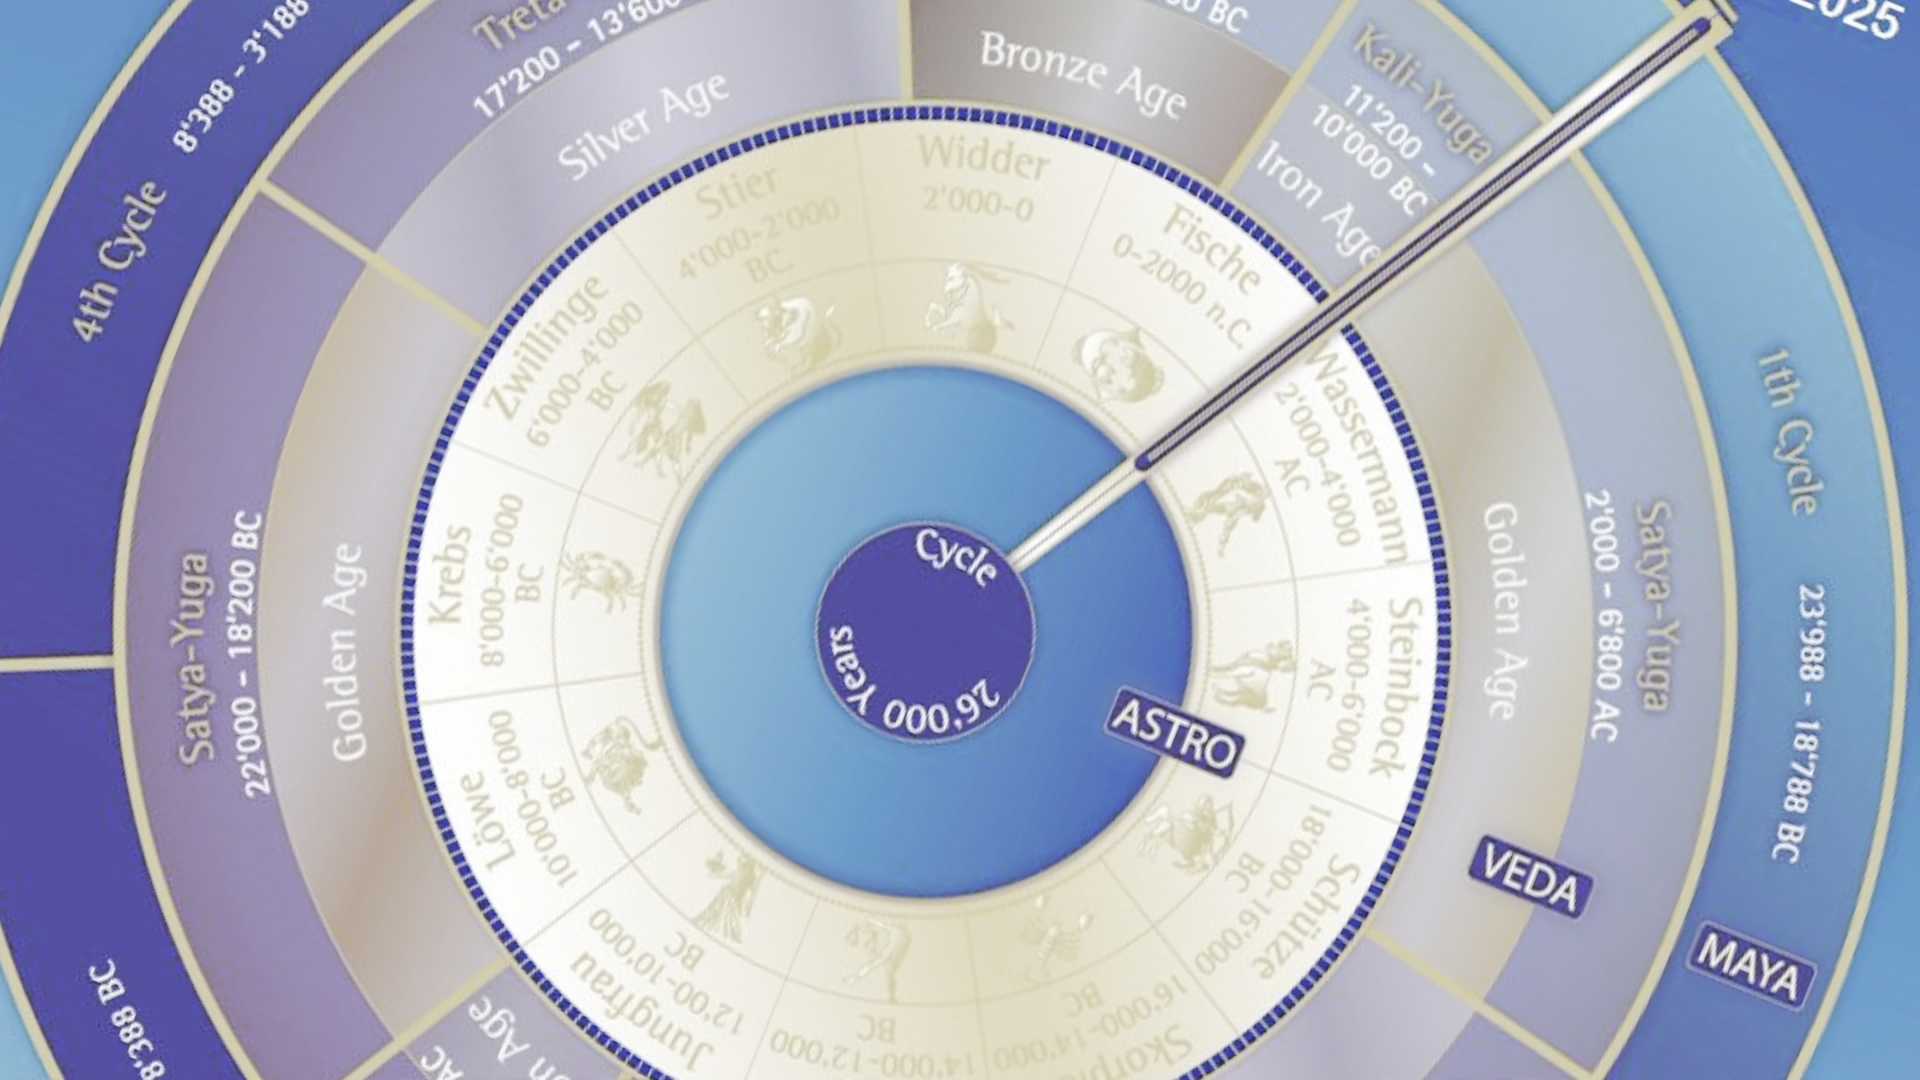 2025
Treta
17'200 – 13'600
Silver Age
BC
Bronze Age
Kali-Yuga
11'200 –
10'000 BC
Iron Age
4th Cycle 8'388 – 3'188
1th Cycle 23'988 – 18'788 BC
Satya-Yuga
2'000 – 6'800 AC
Golden Age
Satya-Yuga
22'000 – 18'200 BC
Golden Age
Widder
2'000-0
Fische
0-2000 n.C.
Wassermann
2'000-4'000
AC
Steinbock
4'000-6'000
AC
Schütze
18'000-16'000
BC
16'000-14'000
BC
14'000-12'000
BC
Jungfrau
12'00-10'000
BC
Löwe
10'000-8'000
BC
Krebs
8'000-6'000
BC
Zwillinge
6'000-4'000
BC
Stier
4'000-2'000
BC
Cycle
26'000 Years
ASTRO
VEDA
MAYA
8'388 BC
Age
AC